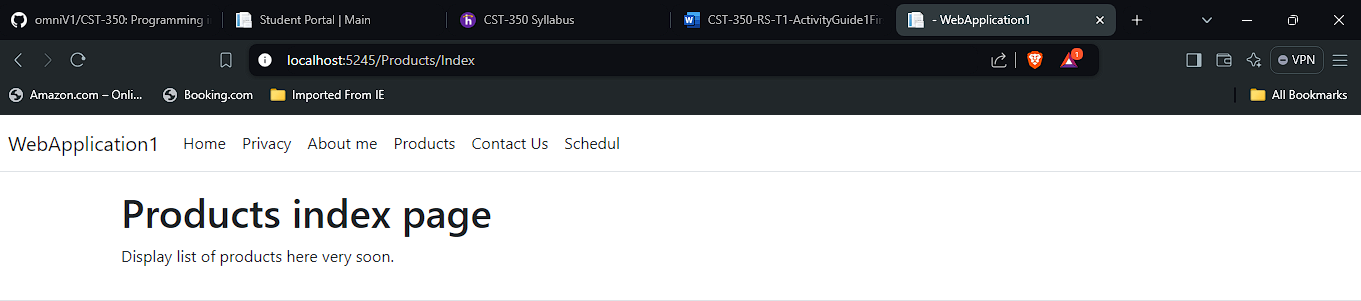 omniV1/CST-350: Programming i
Student Portal | Main
CST-350 Syllabus
CST-350-RS-T1-ActivityGuide1Fir
- WebApplication1
localhost:5245/Products/Index
1
VPN
Amazon.com – Onli...
Booking.com
Imported From IE
All Bookmarks
WebApplication1 Home Privacy About me Products Contact Us Schedul
Products index page
Display list of products here very soon.